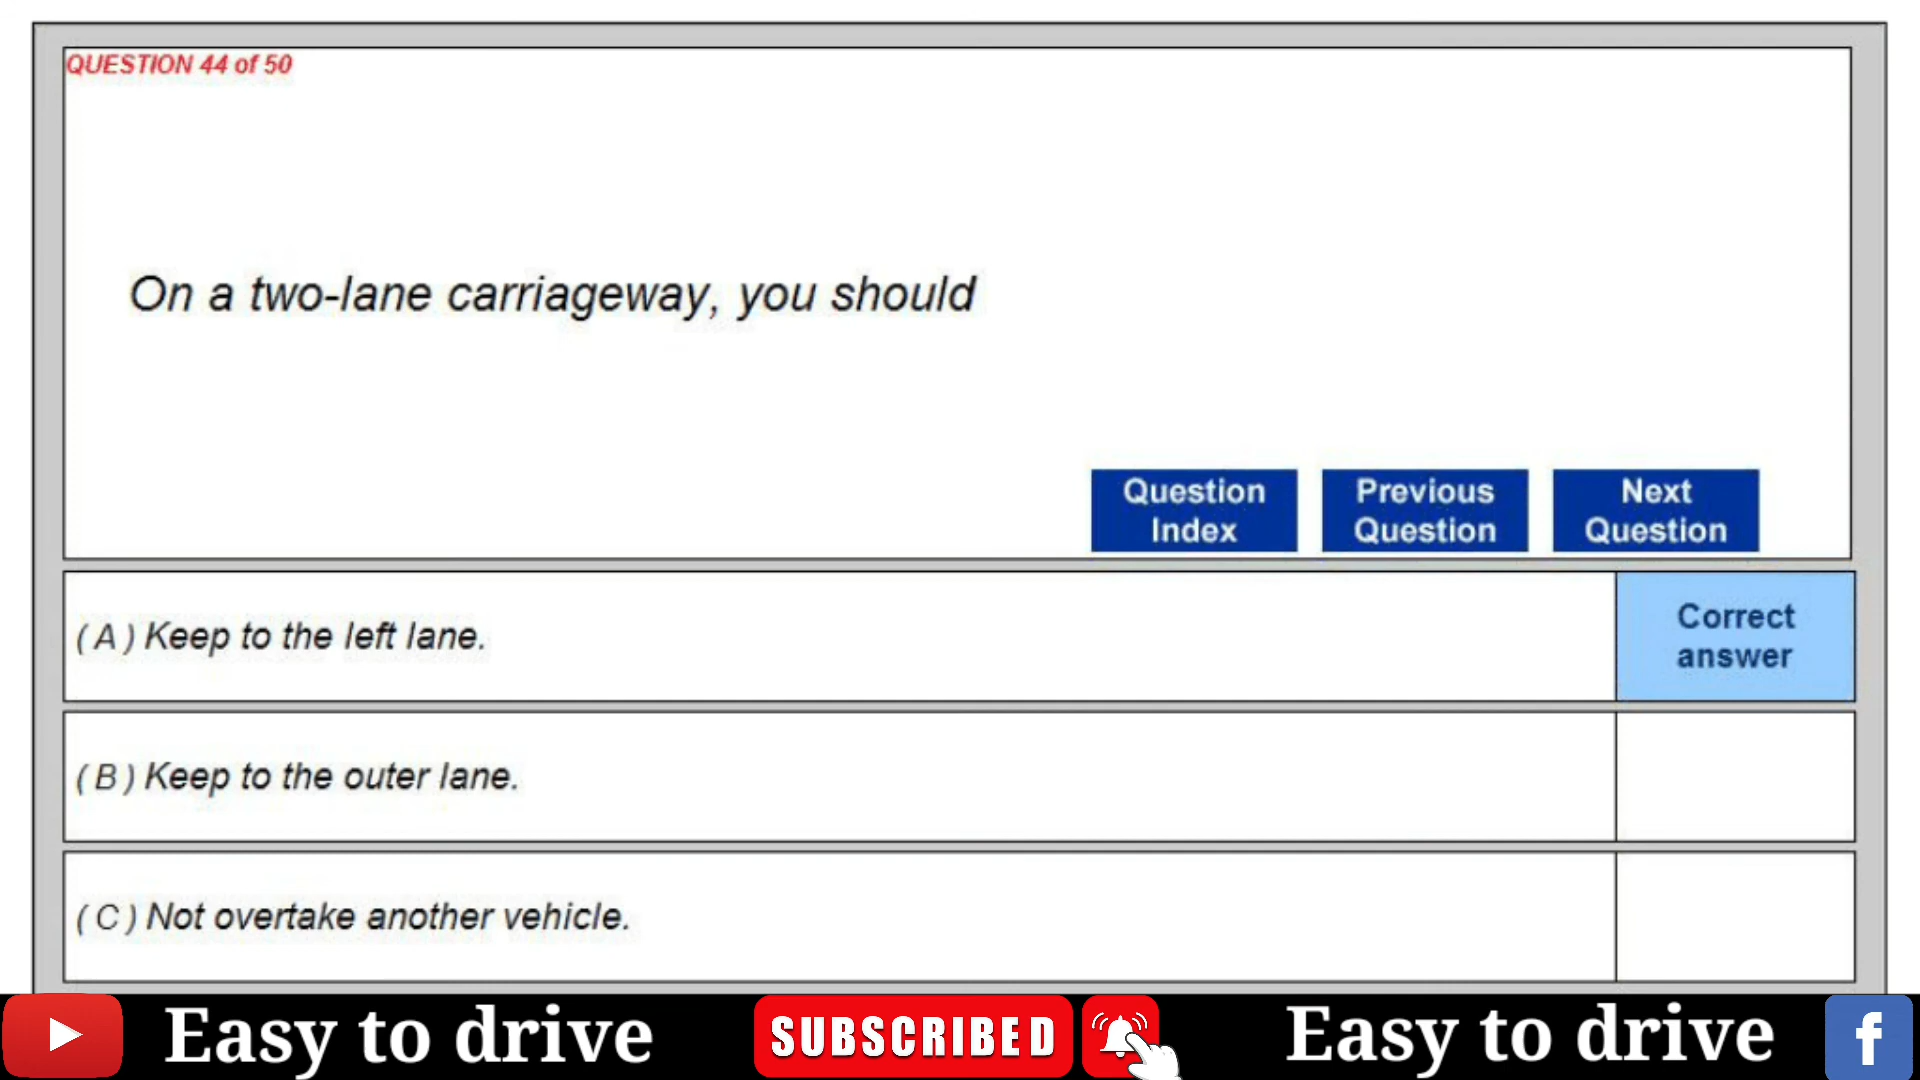 QUESTION 44 of 50
On a two-lane carriageway, you should
Question Index
Previous Question
Next Question
(A) Keep to the left lane.
Correct answer
(B) Keep to the outer lane.
(C) Not overtake another vehicle.
Easy to drive
SUBSCRIBED
Easy to drive
f